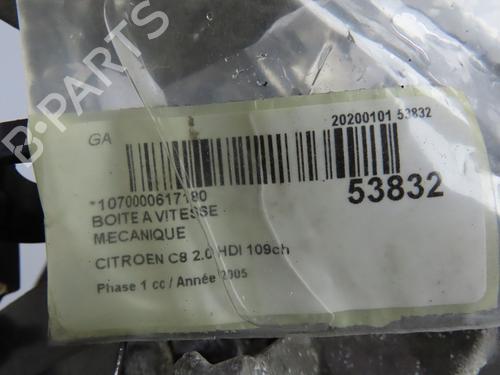 B-PARTS
GA
20200101 53832
53832
*1070000617190
BOITE A VITESSE
MECANIQUE
CITROEN C8 2.0 HDI 109ch
Phase 1 cc / Année 2005